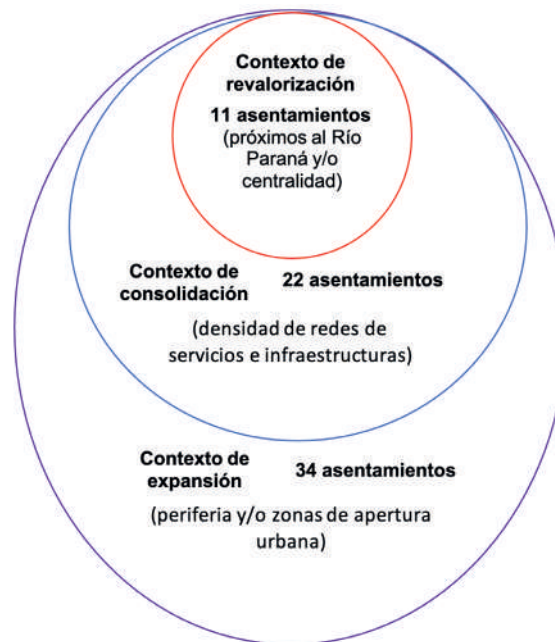 Contexto de
revalorización
11 asentamientos
(próximos al Río
Paraná y/o
centralidad)
Contexto de
consolidación
22 asentamientos
(densidad de redes de
servicios e infraestructuras)
Contexto de
expansión
34 asentamientos
(periferia y/o zonas de apertura
urbana)